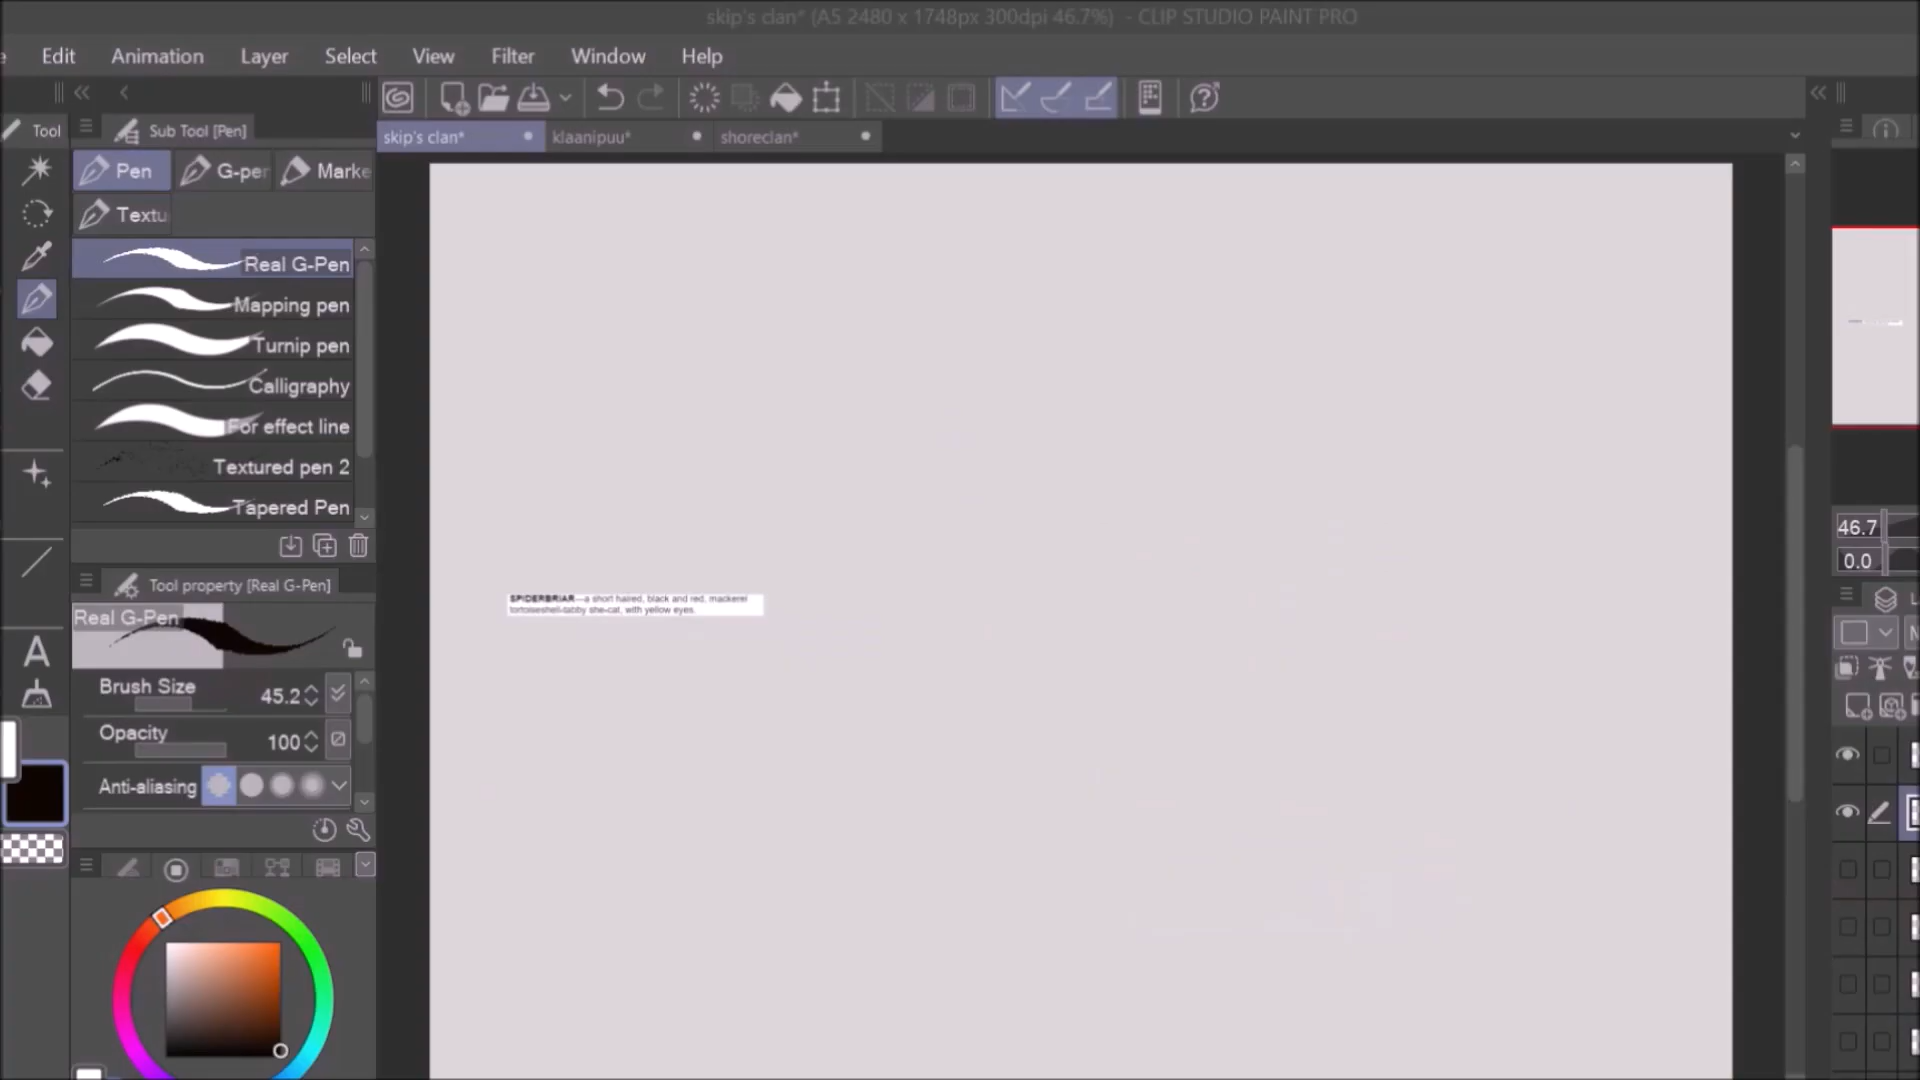 skip's clan* (A5 2480 x 1748px 300dpi 46.7%) - CLIP STUDIO PAINT PRO
e Edit Animation Layer Select View Filter Window Help
skip's clan* klaanipuu* shoreclan*
Tool Sub Tool [Pen]
Pen G-per Marke
Textu
Real G-Pen
Mapping pen
Turnip pen
Calligraphy
For effect line
Textured pen 2
Tapered Pen
Tool property [Real G-Pen]
Real G-Pen
Brush Size 45.2
Opacity 100
Anti-aliasing
SPIDERBRIAR—a short haired, black and red, mackerel
tortoiseshell-tabby she-cat, with yellow eyes.
46.7
0.0